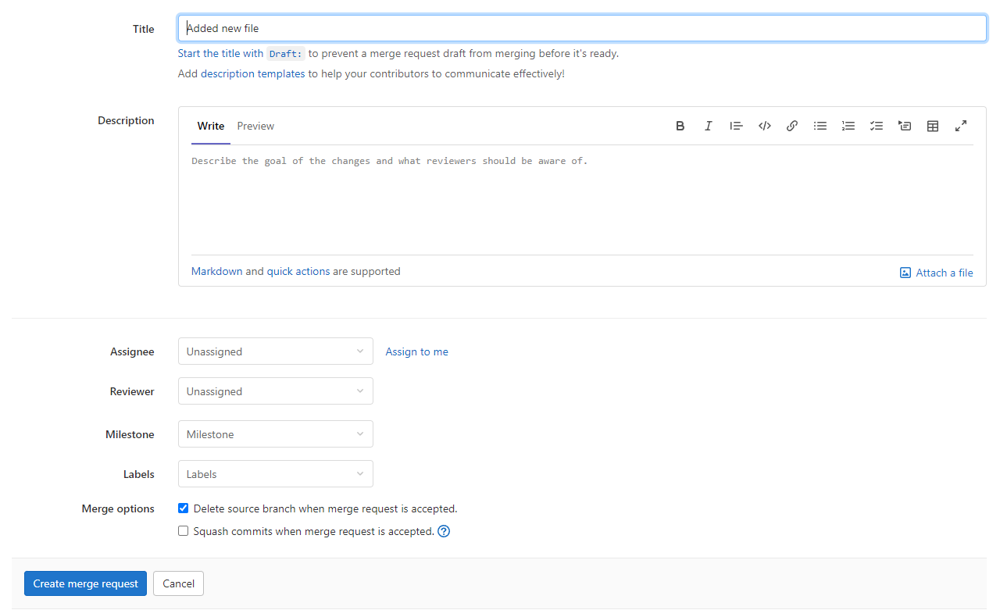 Title
Added new file
Start the title with Draft: to prevent a merge request draft from merging before it's ready.
Add description templates to help your contributors to communicate effectively!
Description
Write Preview
Describe the goal of the changes and what reviewers should be aware of.
Markdown and quick actions are supported
Attach a file
Assignee Unassigned Assign to me
Reviewer Unassigned
Milestone Milestone
Labels Labels
Merge options Delete source branch when merge request is accepted.
Squash commits when merge request is accepted.
Create merge request Cancel